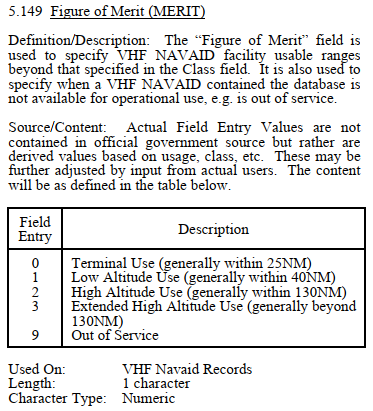 5.149 Figure of Merit (MERIT)
Definition/Description: The “Figure of Merit” field is
used to specify VHF NAVAID facility usable ranges
beyond that specified in the Class field. It is also used to
specify when a VHF NAVAID contained the database is
not available for operational use, e.g. is out of service.
Source/Content: Actual Field Entry Values are not
contained in official government source but rather are
derived values based on usage, class, etc. These may be
further adjusted by input from actual users. The content
will be as defined in the table below.
Field
Entry
Description
0 Terminal Use (generally within 25NM)
1 Low Altitude Use (generally within 40NM)
2 High Altitude Use (generally within 130NM)
3 Extended High Altitude Use (generally beyond
130NM)
9 Out of Service
Used On: VHF Navaid Records
Length: 1 character
Character Type: Numeric